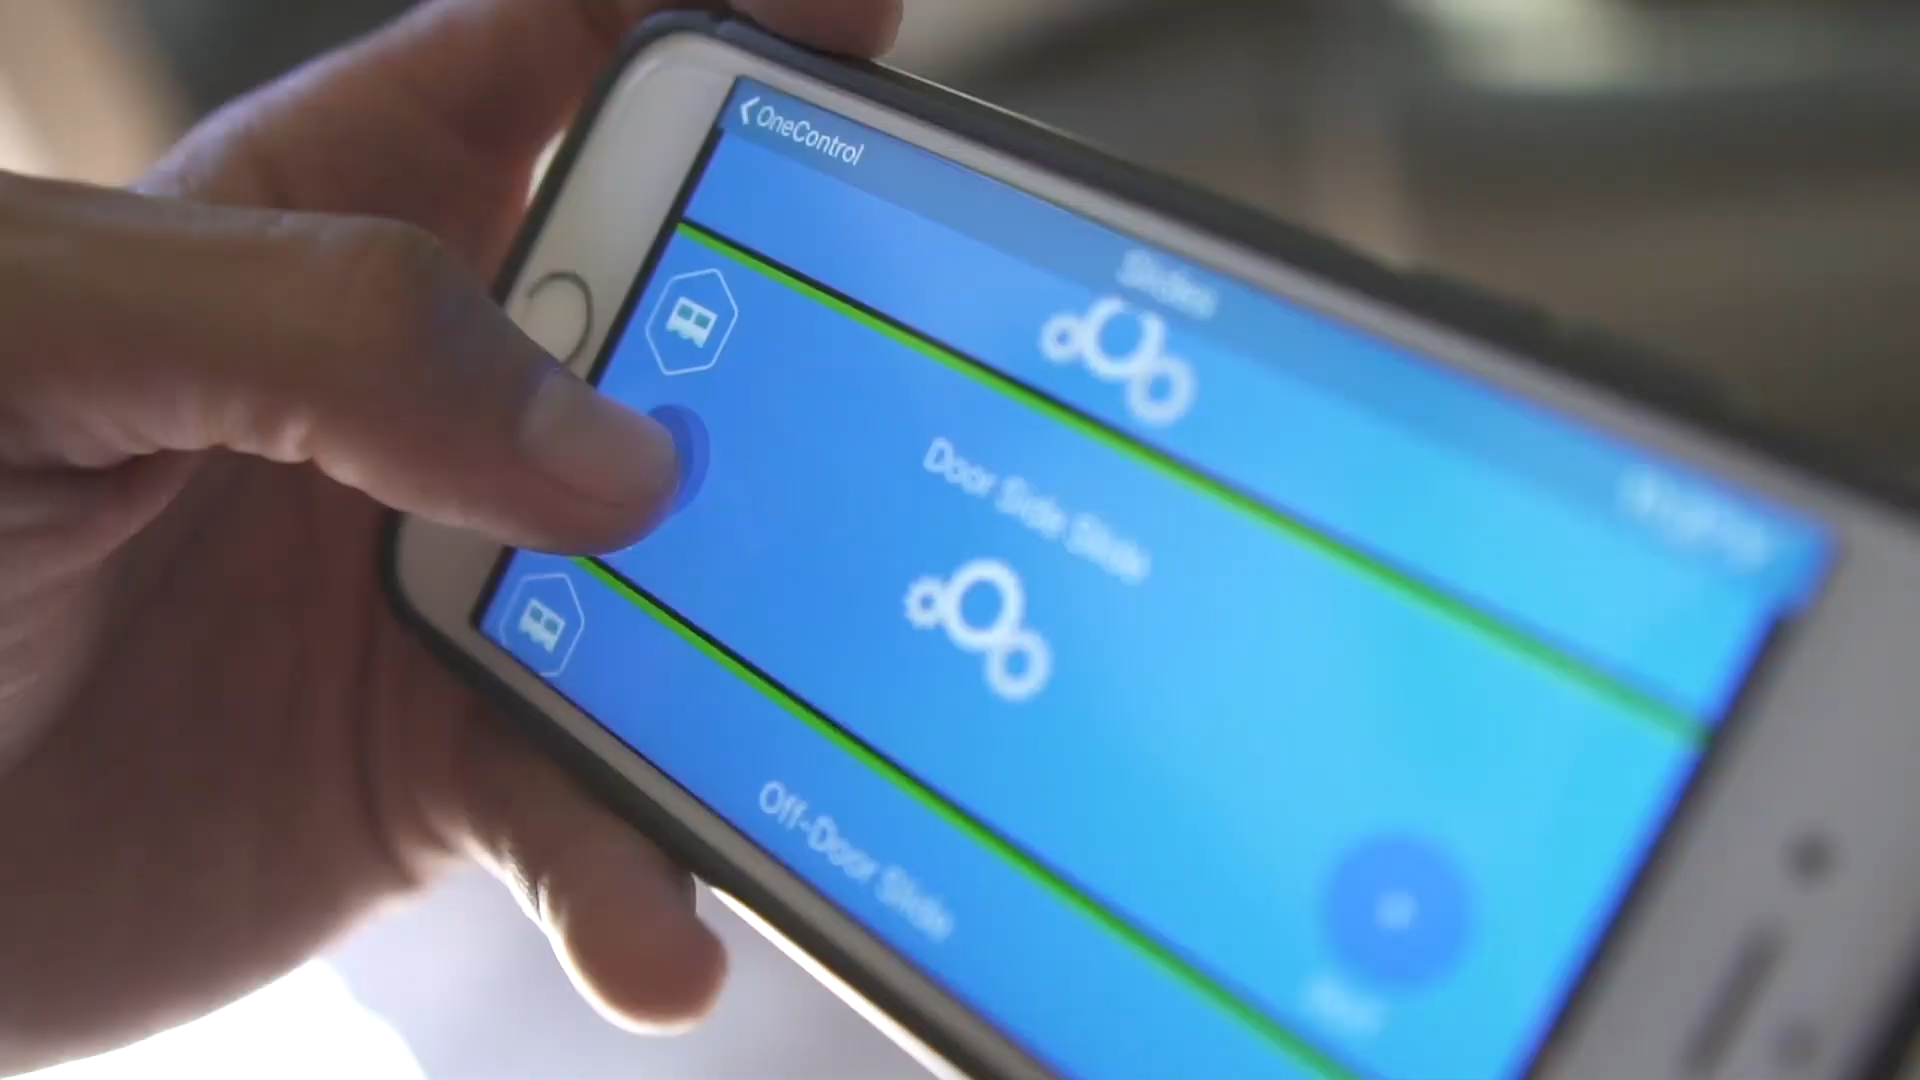 OneControl
Slides
Door Side Slide
Off-Door Slide